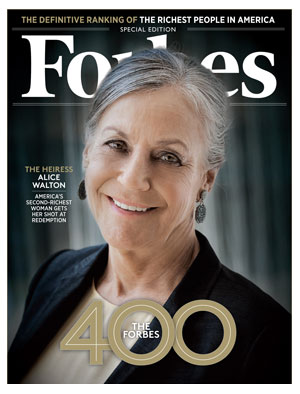 THE DEFINITIVE RANKING OF THE RICHEST PEOPLE IN AMERICA
SPECIAL EDITION
Forbes
THE HEIRESS
ALICE
WALTON
AMERICA'S
SECOND-RICHEST
WOMAN GETS
HER SHOT AT
REDEMPTION
THE
FORBES
400